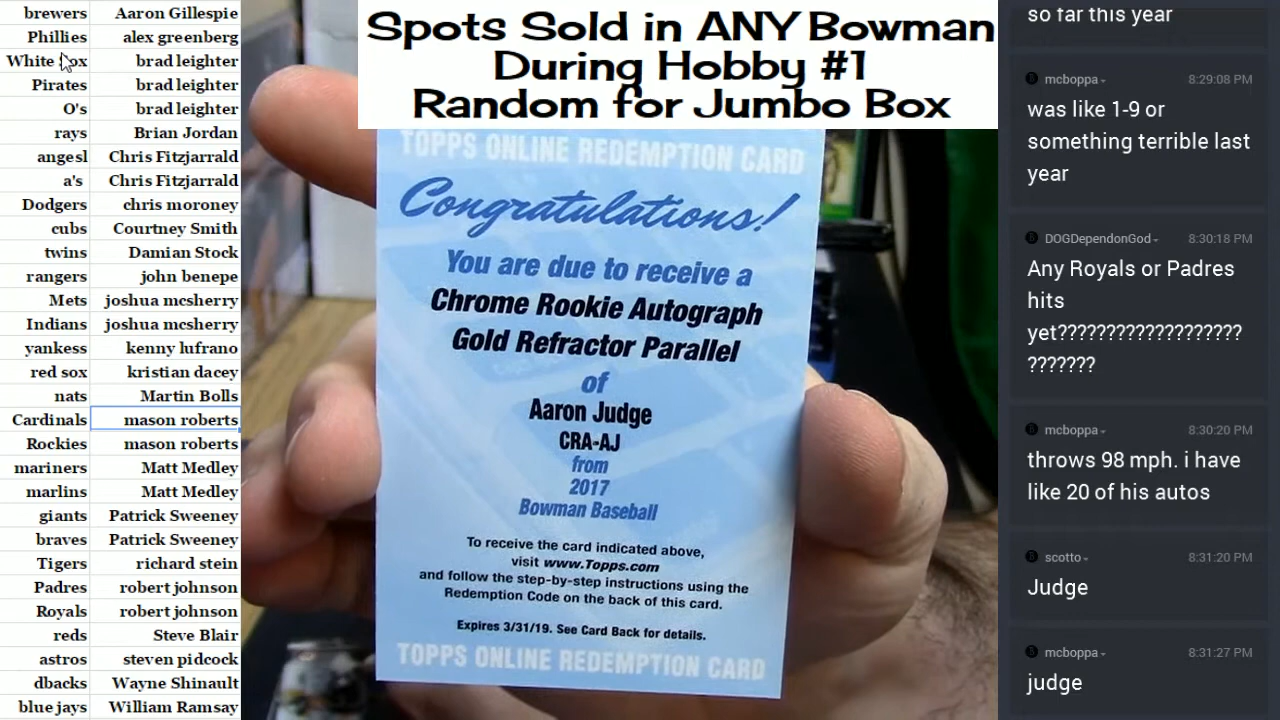 brewers Aaron Gillespie
Phillies alex greenberg
White ox brad leighter
Pirates brad leighter
O's brad leighter
rays Brian Jordan
angesl Chris Fitzjarrald
a's Chris Fitzjarrald
Dodgers chris moroney
cubs Courtney Smith
twins Damian Stock
rangers john benepe
Mets joshua mcsherry
Indians joshua mcsherry
yankess kenny lufrano
red sox kristian dacey
nats Martin Bolls
Cardinals mason roberts
Rockies mason roberts
mariners Matt Medley
marlins Matt Medley
giants Patrick Sweeney
braves Patrick Sweeney
Tigers richard stein
Padres robert johnson
Royals robert johnson
reds Steve Blair
astros steven pidcock
dbacks Wayne Shinault
blue jays William Ramsay
Spots Sold in ANY Bowman
During Hobby #1
Random for Jumbo Box
TOPPS ONLINE REDEMPTION CARD
Congratulations!
You are due to receive a
Chrome Rookie Autograph
Gold Refractor Parallel
of
Aaron Judge
CRA-AJ
from
2017
Bowman Baseball
To receive the card indicated above,
visit www.Topps.com
and follow the step-by-step instructions using the
Redemption Code on the back of this card.
Expires 3/31/19. See Card Back for details.
TOPPS ONLINE REDEMPTION CARD
so far this year
mcboppa 8:29:08 PM
was like 1-9 or
something terrible last
year
DOGDependonGod 8:30:18 PM
Any Royals or Padres
hits
yet???????????????????
???????
mcboppa 8:30:20 PM
throws 98 mph. i have
like 20 of his autos
scotto 8:31:20 PM
Judge
mcboppa 8:31:27 PM
judge